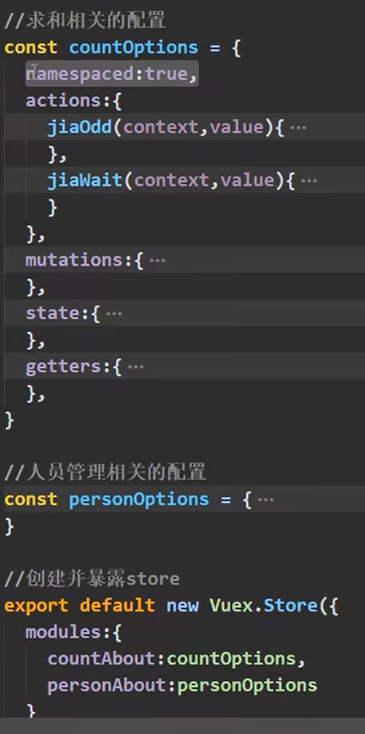 //求和相关的配置
const countOptions = {
  namespaced:true,
  actions:{
    jiaOdd(context,value){ ···
    },
    jiaWait(context,value){ ···
    }
  },
  mutations:{ ···
  },
  state:{ ···
  },
  getters:{ ···
  },
}
//人员管理相关的配置
const personOptions = { ···
}
//创建并暴露store
export default new Vuex.Store({
  modules:{
    countAbout:countOptions,
    personAbout:personOptions
  }